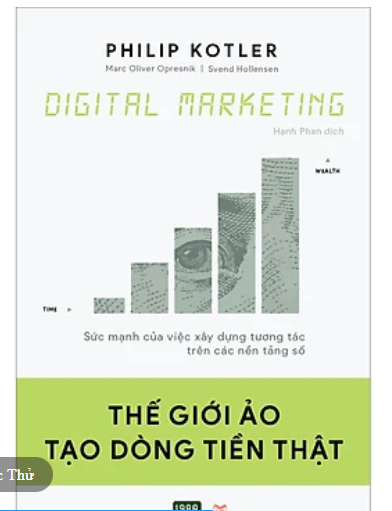 PHILIP KOTLER
Marc Oliver Opresnik | Svend Hollensen
DIGITAL MARKETING
Hạnh Phan dịch
WEALTH
TIME
Sức mạnh của việc xây dựng tương tác
trên các nền tảng số
THẾ GIỚI ẢO
TẠO DÒNG TIỀN THẬT
c Thử
1980